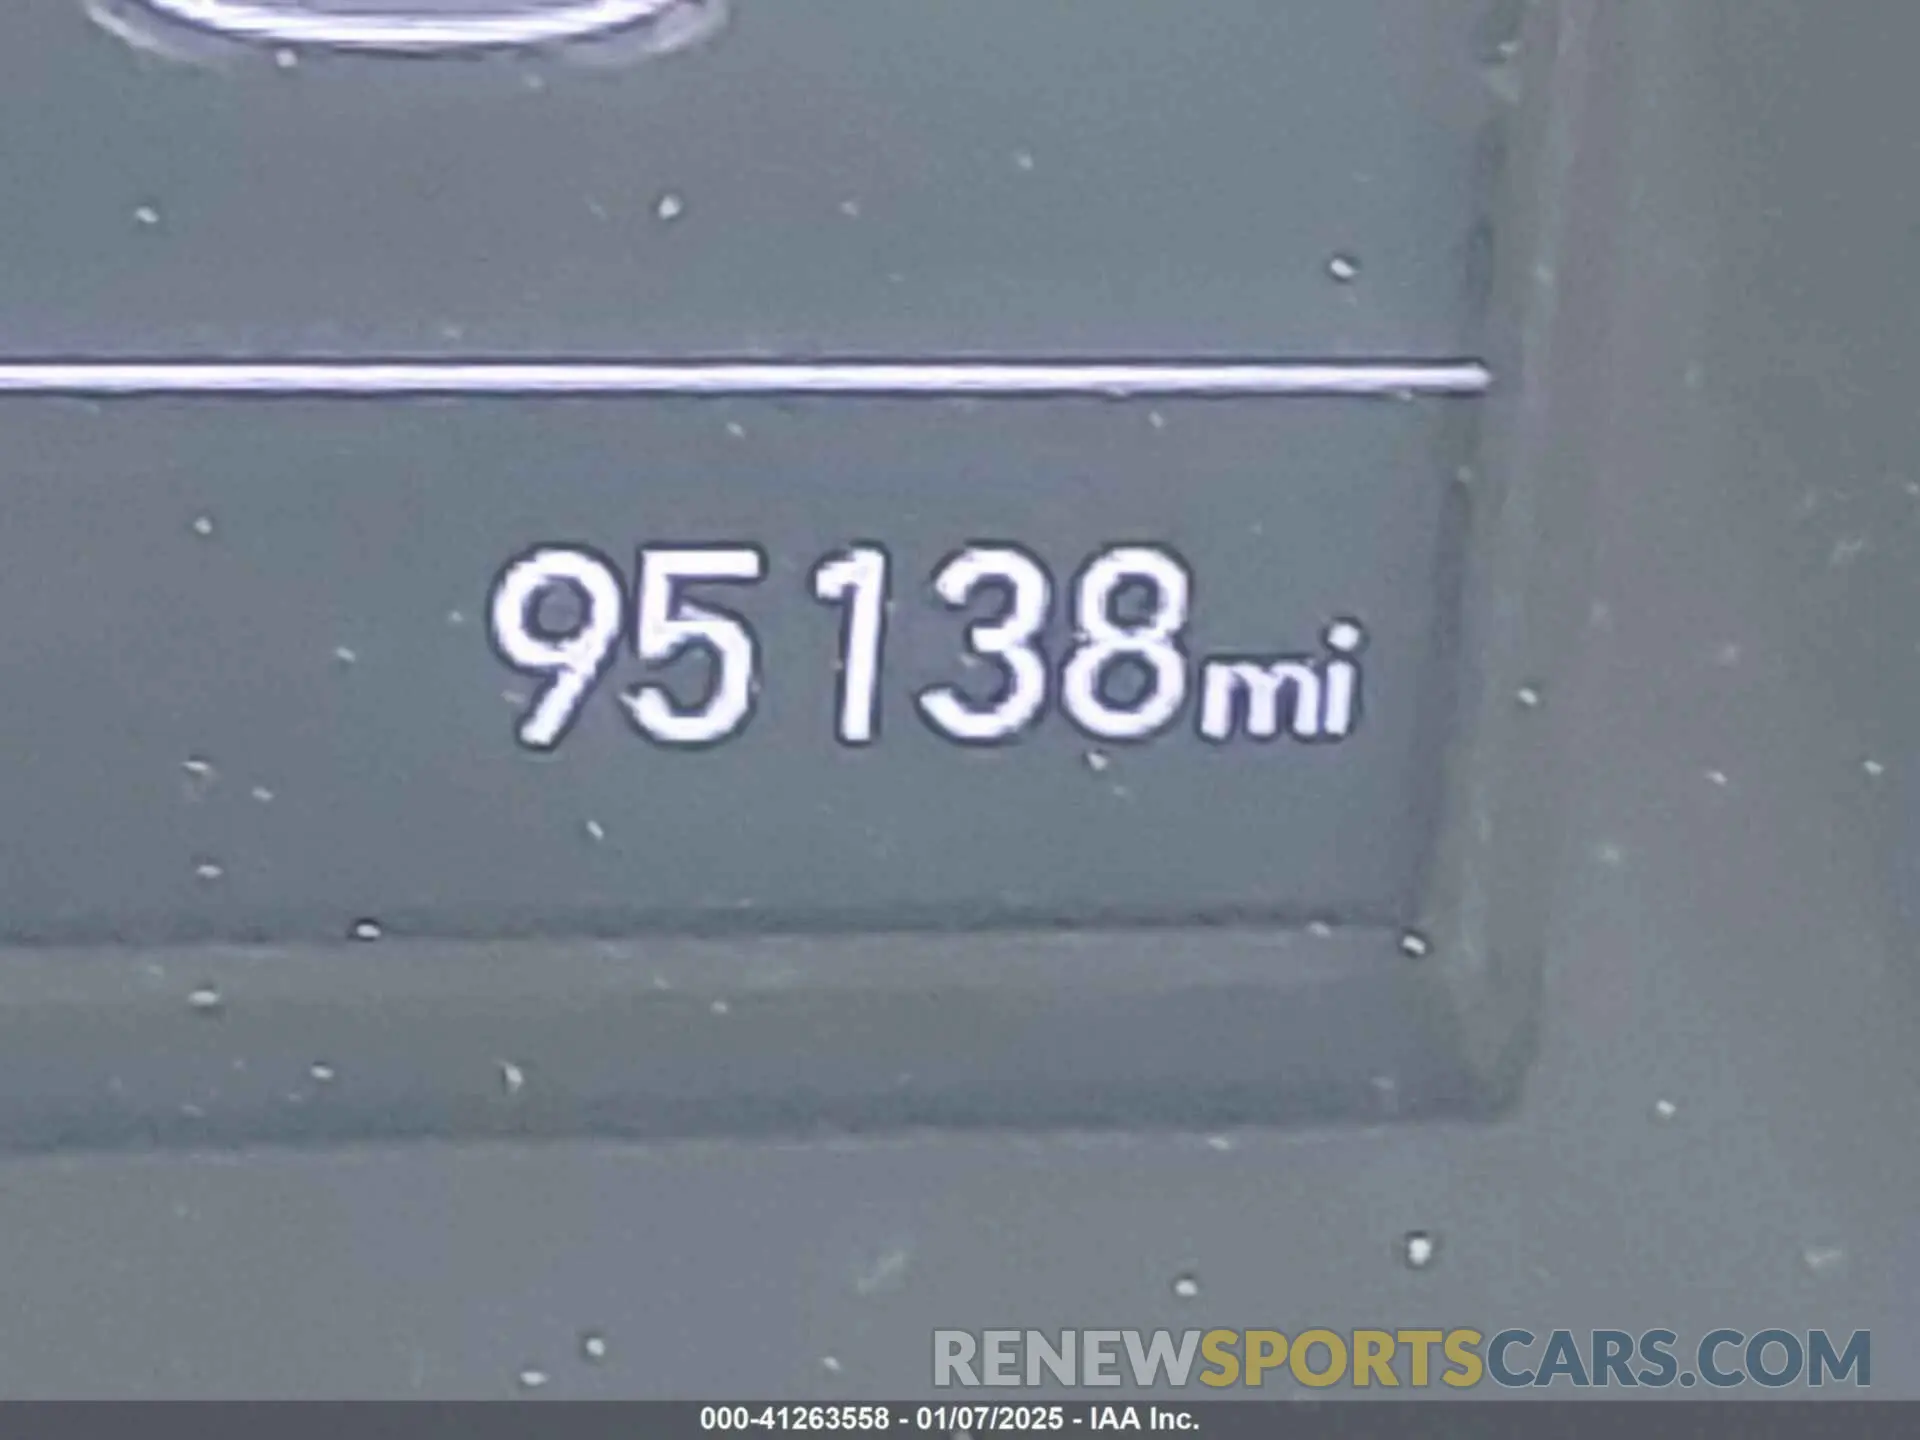 95138mi
RENEWSPORTSCARS.COM
000-41263558 - 01/07/2025 - IAA Inc.